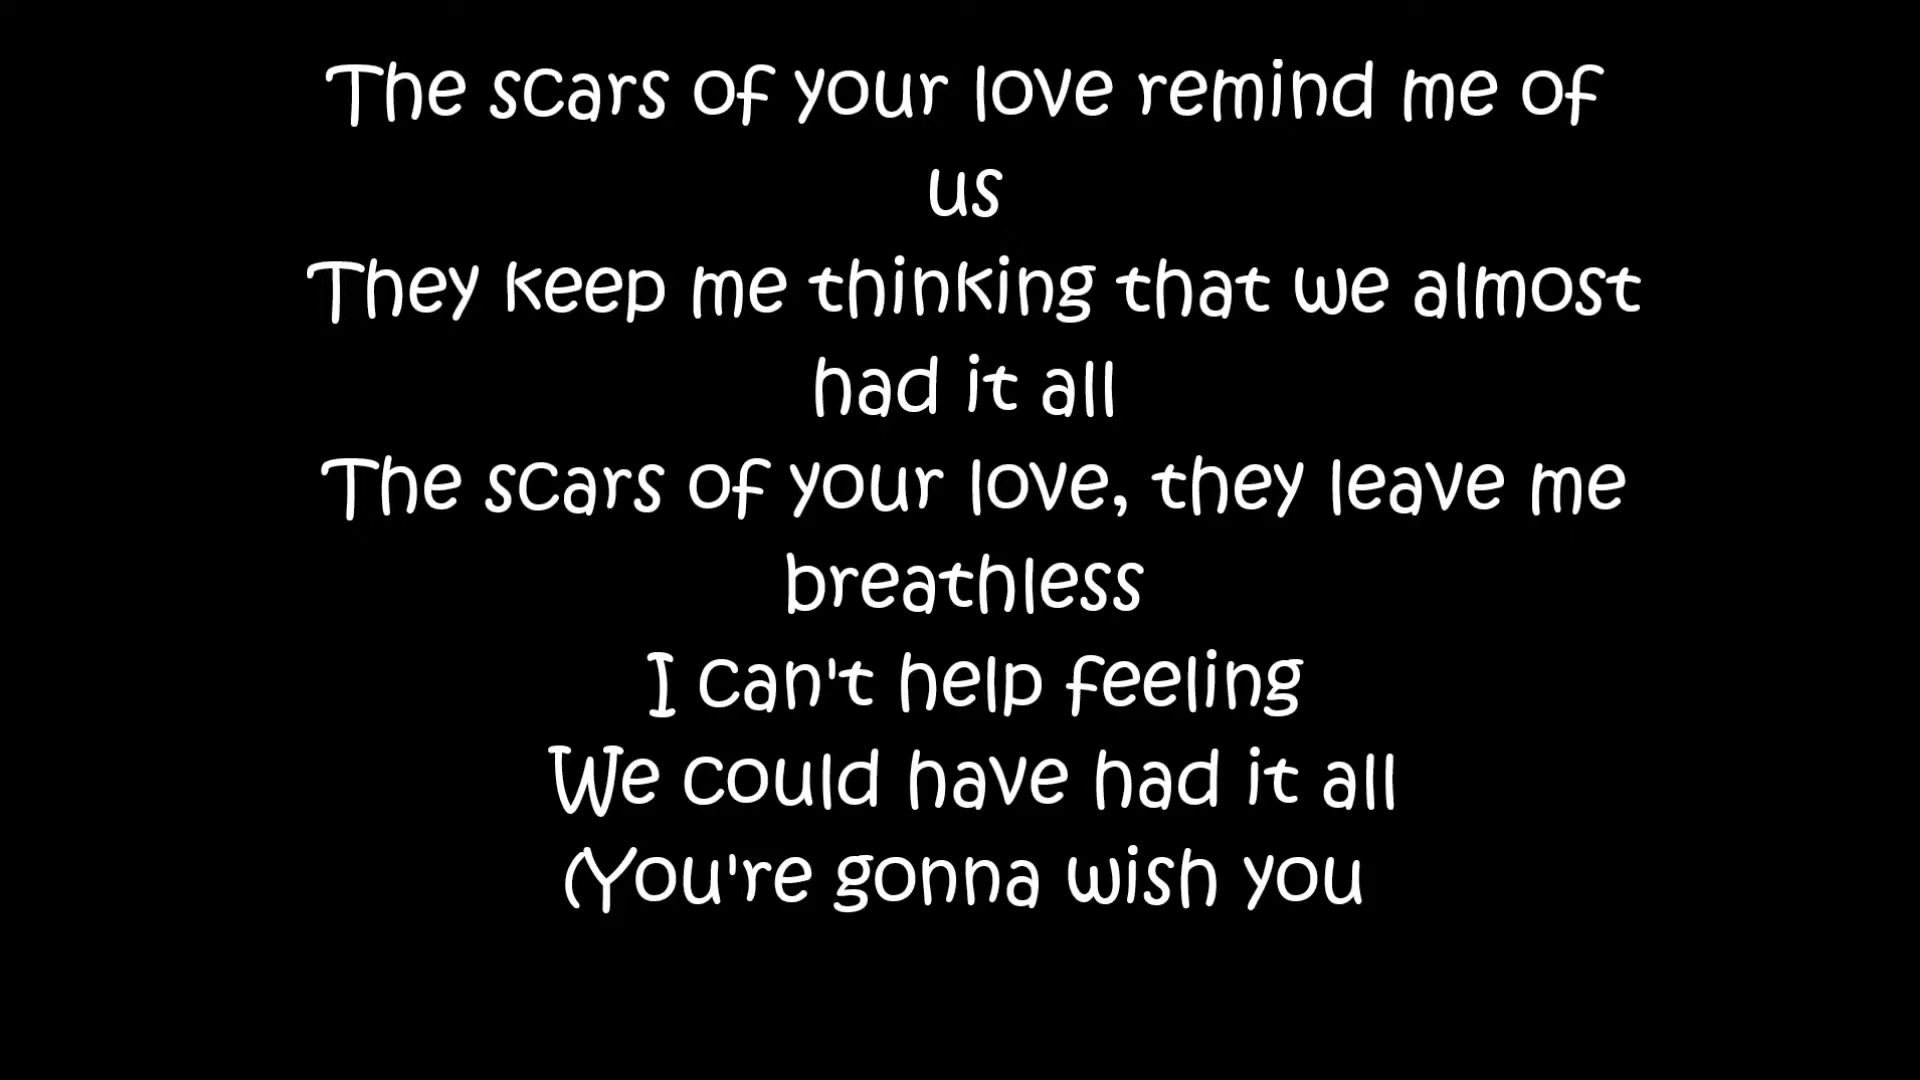 The scars of your love remind me of
us
They keep me thinking that we almost
had it all
The scars of your love, they leave me
breathless
I can't help feeling
We could have had it all
(You're gonna wish you